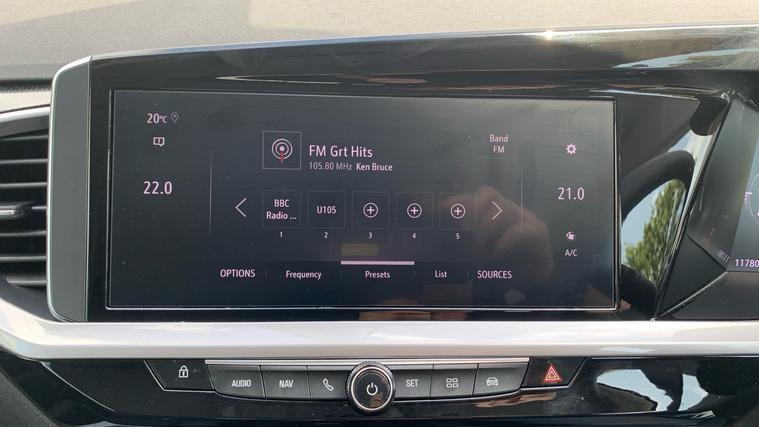 20°C
22.0
FM Grt Hits
105.80 MHz Ken Bruce
Band
FM
21.0
BBC
Radio ...
U105
1 2 3 4 5
A/C
OPTIONS Frequency Presets List SOURCES
11780
AUDIO NAV SET